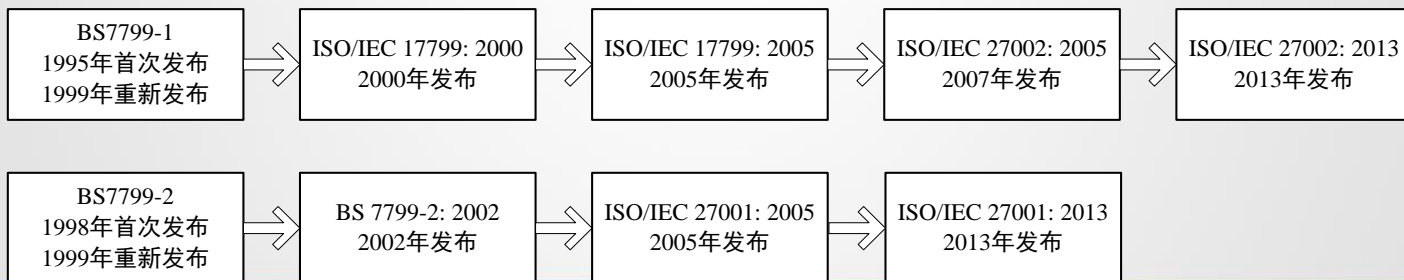 BS7799-1
1995年首次发布
1999年重新发布
ISO/IEC 17799: 2000
2000年发布
ISO/IEC 17799: 2005
2005年发布
ISO/IEC 27002: 2005
2007年发布
ISO/IEC 27002: 2013
2013年发布
BS7799-2
1998年首次发布
1999年重新发布
BS 7799-2: 2002
2002年发布
ISO/IEC 27001: 2005
2005年发布
ISO/IEC 27001: 2013
2013年发布